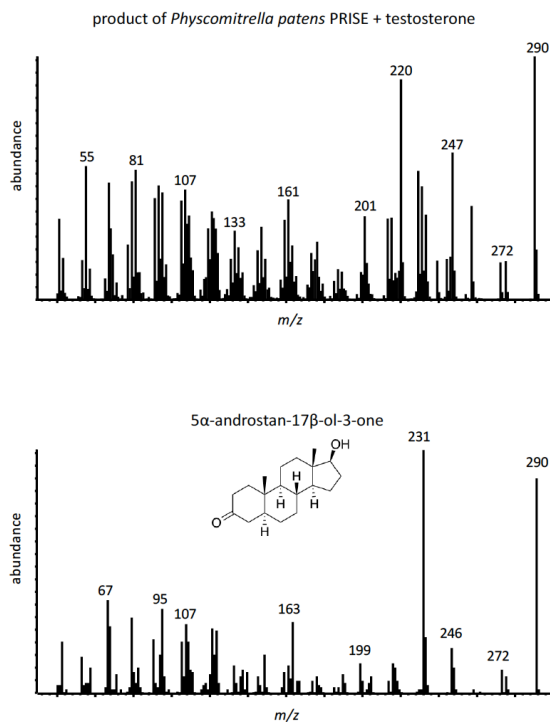 product of Physcomitrella patens PRISE + testosterone
290
220
247
55
81
107
161
201
133
272
abundance
m/z
5α-androstan-17β-ol-3-one
OH
H
H
H
H
O
231
290
67
95
107
163
246
199
272
abundance
m/z